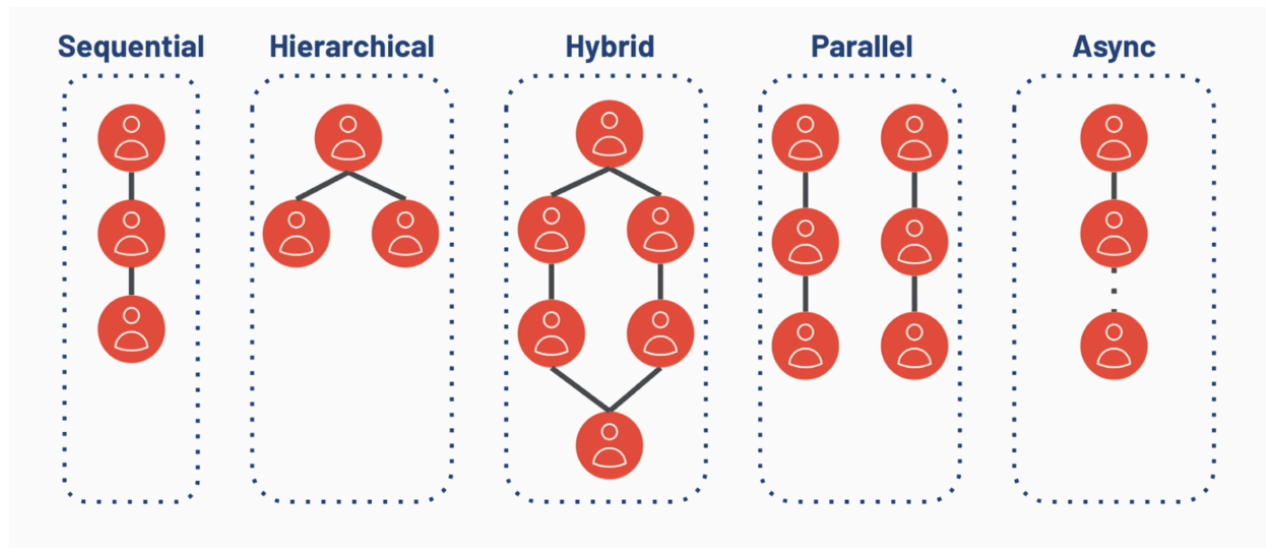 Sequential
Hierarchical
Hybrid
Parallel
Async